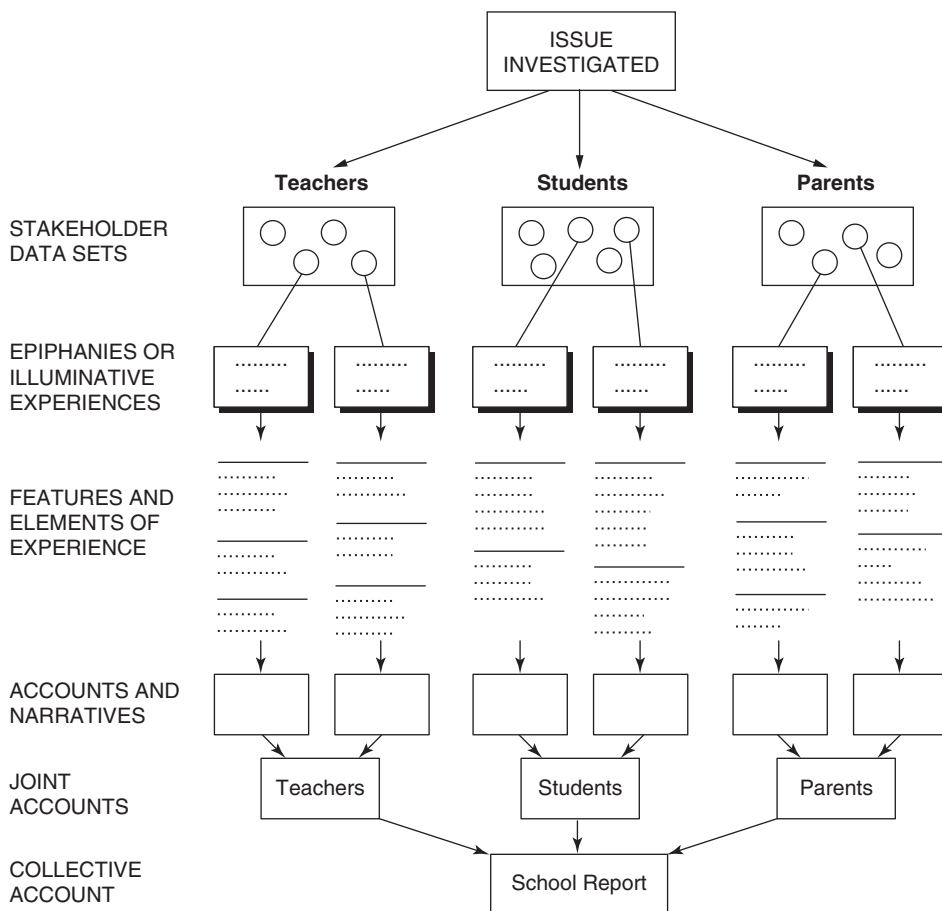 ISSUE
INVESTIGATED
Teachers
Students
Parents
STAKEHOLDER
DATA SETS
EPIPHANIES OR
ILLUMINATIVE
EXPERIENCES
FEATURES AND
ELEMENTS OF
EXPERIENCE
ACCOUNTS AND
NARRATIVES
JOINT
ACCOUNTS
Teachers
Students
Parents
COLLECTIVE
ACCOUNT
School Report